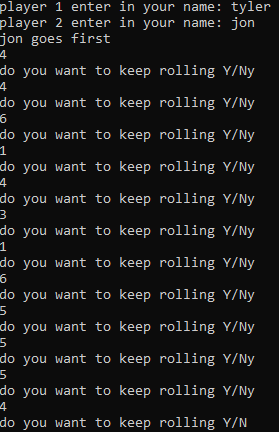 player 1 enter in your name: tyler
player 2 enter in your name: jon
jon goes first
4
do you want to keep rolling Y/Ny
4
do you want to keep rolling Y/Ny
6
do you want to keep rolling Y/Ny
1
do you want to keep rolling Y/Ny
4
do you want to keep rolling Y/Ny
3
do you want to keep rolling Y/Ny
1
do you want to keep rolling Y/Ny
6
do you want to keep rolling Y/Ny
5
do you want to keep rolling Y/Ny
5
do you want to keep rolling Y/Ny
5
do you want to keep rolling Y/Ny
4
do you want to keep rolling Y/N